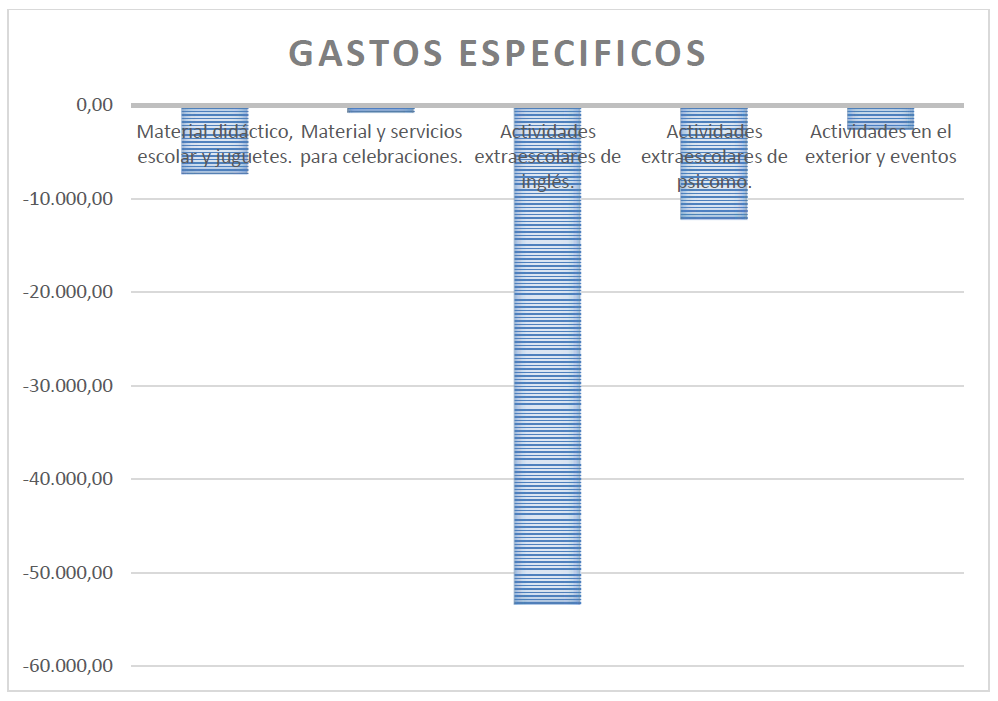 GASTOS ESPECIFICOS
0,00
-10.000,00
-20.000,00
-30.000,00
-40.000,00
-50.000,00
-60.000,00
Material didáctico,
escolar y juguetes.
Material y servicios
para celebraciones.
Actividades
extraescolares de
inglés.
Actividades
extraescolares de
psicomo.
Actividades en el
exterior y eventos